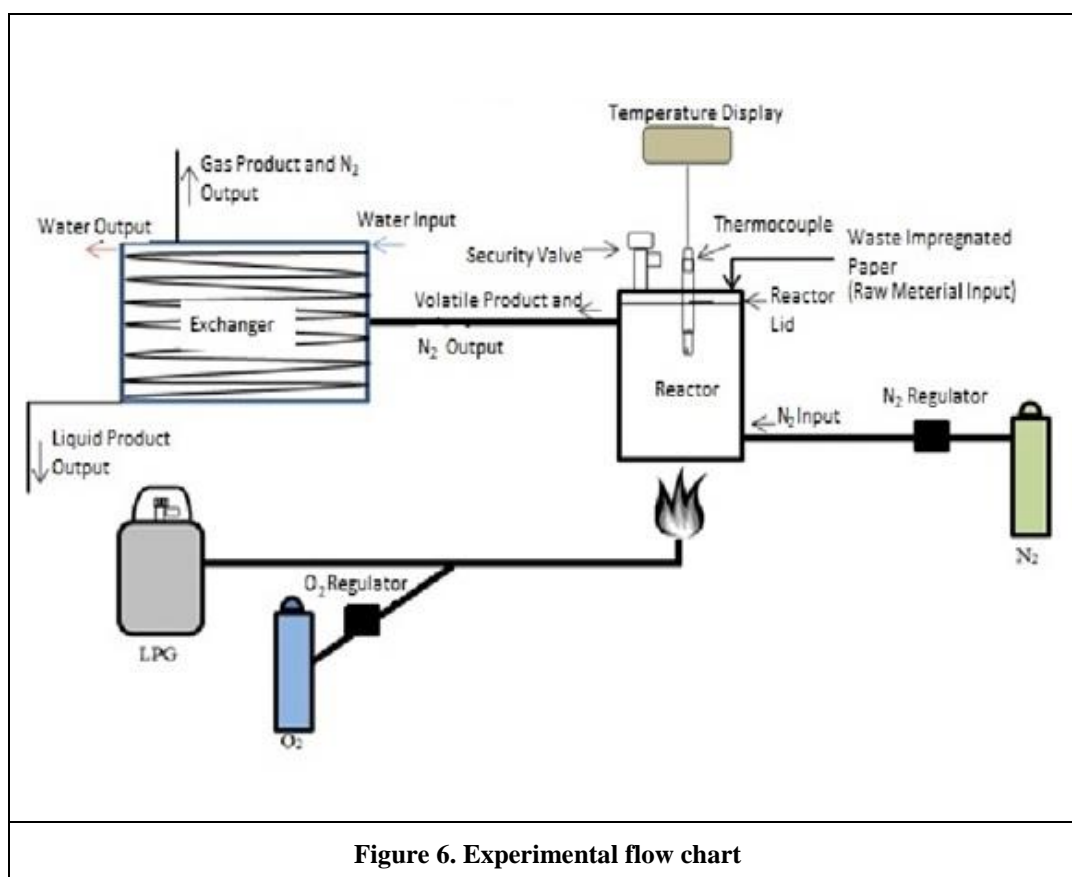 Temperature Display
Gas Product and N₂
Output
Water Output
Water Input
Security Valve
Thermocouple
Waste Impregnated
Paper
(Raw Meterial Input)
Reactor
Lid
Volatile Product and
N₂ Output
Exchanger
Reactor
N₂ Input
N₂ Regulator
Liquid Product
Output
N₂
O₂ Regulator
LPG
O₂
Figure 6. Experimental flow chart